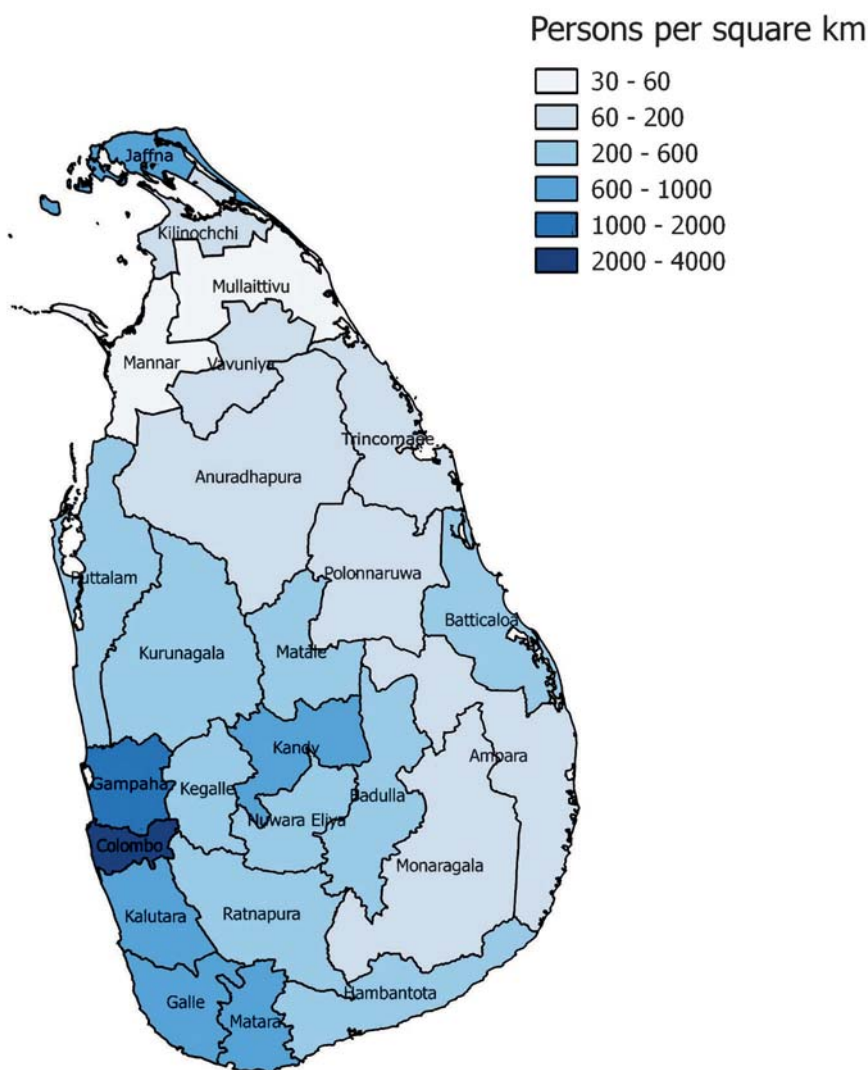 Persons per square km
30 - 60
60 - 200
200 - 600
600 - 1000
1000 - 2000
2000 - 4000
Jaffna
Kilinochchi
Mullaittivu
Mannar
Vavuniya
Trincomaee
Anuradhapura
Puttalam
Polonnaruwa
Batticaloa
Kurunagala
Matale
Kandy
Ampara
Gampaha
Kegalle
Badulla
Nuwara Eliya
Colombo
Monaragala
Kalutara
Ratnapura
Hambantota
Galle
Matara